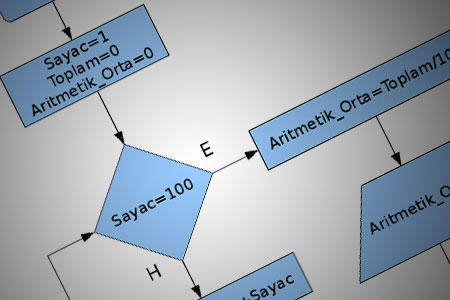 Sayac=1
Toplam=0
Aritmetik_Orta=0
E
Aritmetik_Orta=Toplam/10
Sayac=100
Aritmetik_O
H
Sayac